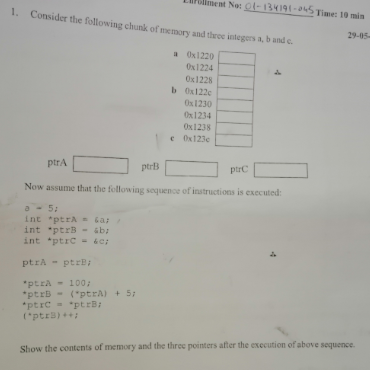 Enrollment No: 01-134191-045 Time: 10 min
29-05-
1. Consider the following chunk of memory and three integers a, b and c.
a 0x1220
0x1224
0x1228
b 0x122c
0x1230
0x1234
0x1238
c 0x123c
ptrA ptrB ptrC
Now assume that the following sequence of instructions is executed:
a = 5;
int *ptrA = &a;
int *ptrB = &b;
int *ptrC = &c;
ptrA = ptrB;
*ptrA = 100;
*ptrB = (*ptrA) + 5;
*ptrC = *ptrB;
(*ptrB)++;
Show the contents of memory and the three pointers after the execution of above sequence.